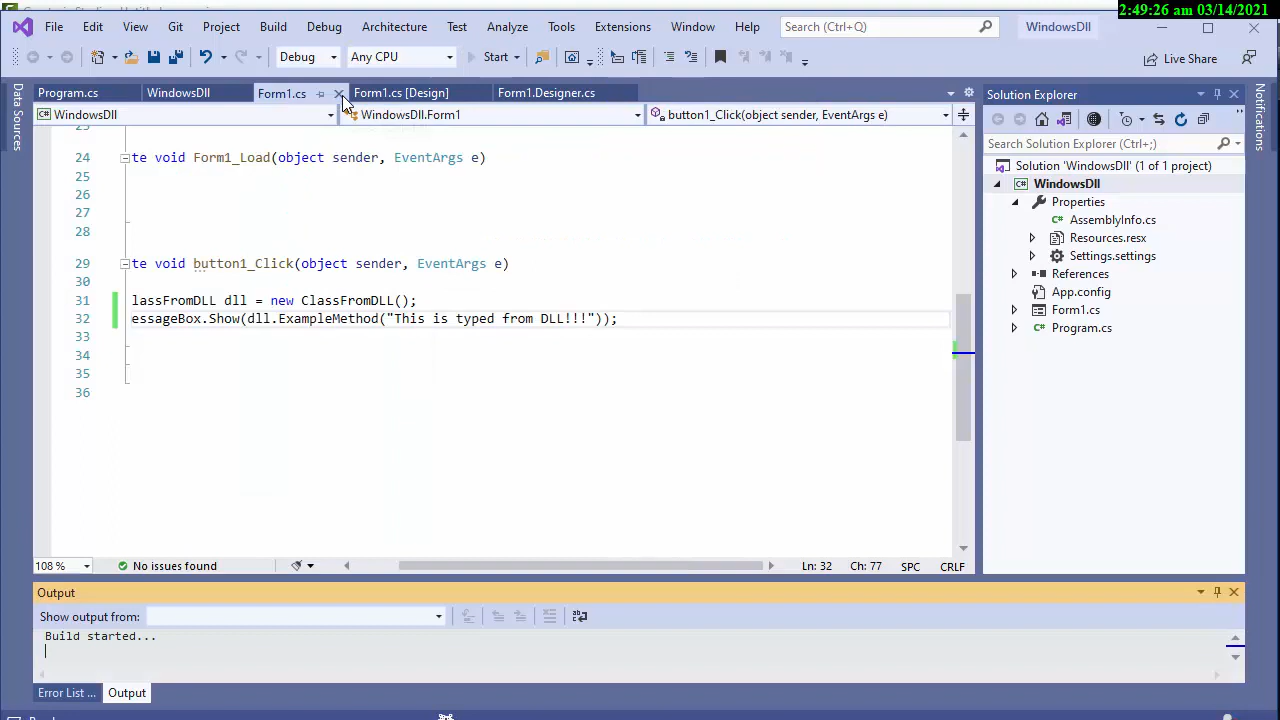 2:49:26 am 03/14/2021
File Edit View Git Project Build Debug Architecture Test Analyze Tools Extensions Window Help Search (Ctrl+Q) WindowsDll
Debug Any CPU Start Live Share
Data Sources
Program.cs WindowsDll Form1.cs Form1.cs [Design] Form1.Designer.cs
WindowsDll WindowsDll.Form1 button1_Click(object sender, EventArgs e)
23
24 te void Form1_Load(object sender, EventArgs e)
25
26
27
28
29 te void button1_Click(object sender, EventArgs e)
30
31 lassFromDLL dll = new ClassFromDLL();
32 essageBox.Show(dll.ExampleMethod("This is typed from DLL!!!"));
33
34
35
36
108 % No issues found Ln: 32 Ch: 77 SPC CRLF
Output
Show output from:
Build started...
Error List ... Output
Solution Explorer
Search Solution Explorer (Ctrl+;)
Solution 'WindowsDll' (1 of 1 project)
WindowsDll
Properties
AssemblyInfo.cs
Resources.resx
Settings.settings
References
App.config
Form1.cs
Program.cs
Notifications